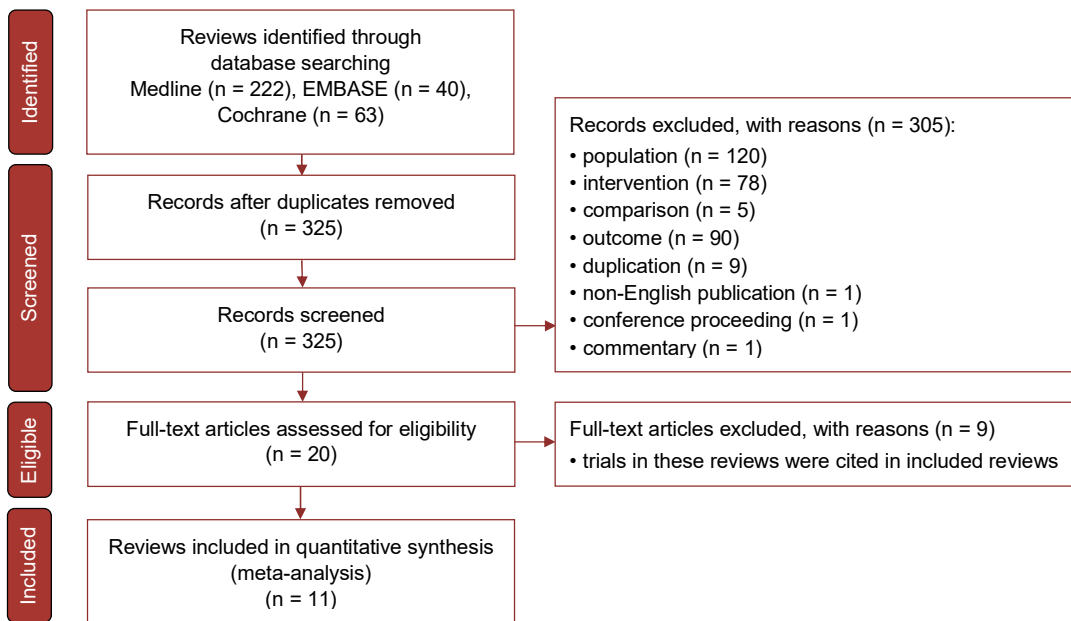 Identified
Reviews identified through
database searching
Medline (n = 222), EMBASE (n = 40),
Cochrane (n = 63)
Screened
Records after duplicates removed
(n = 325)
Records screened
(n = 325)
Records excluded, with reasons (n = 305):
• population (n = 120)
• intervention (n = 78)
• comparison (n = 5)
• outcome (n = 90)
• duplication (n = 9)
• non-English publication (n = 1)
• conference proceeding (n = 1)
• commentary (n = 1)
Eligible
Full-text articles assessed for eligibility
(n = 20)
Full-text articles excluded, with reasons (n = 9)
• trials in these reviews were cited in included reviews
Included
Reviews included in quantitative synthesis
(meta-analysis)
(n = 11)